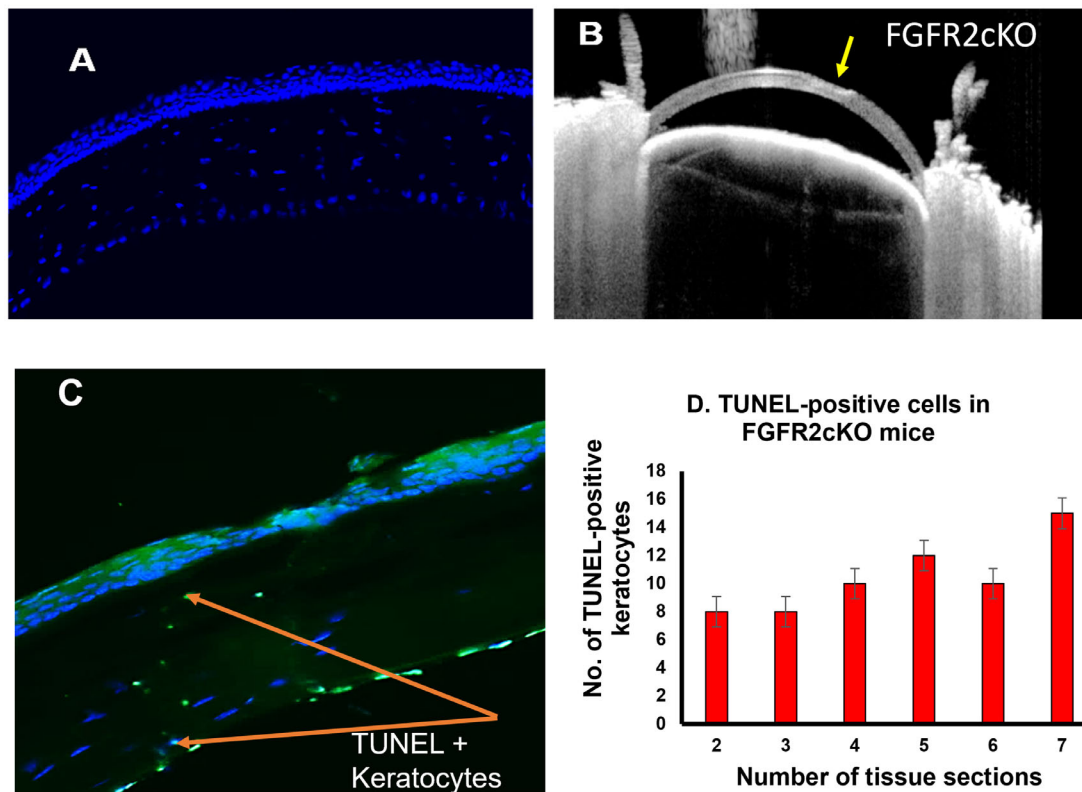 A
B
FGFR2cKO
C
TUNEL +
Keratocytes
D. TUNEL-positive cells in
FGFR2cKO mice
No. of TUNEL-positive
keratocytes
18
16
14
12
10
8
6
4
2
0
2 3 4 5 6 7
Number of tissue sections